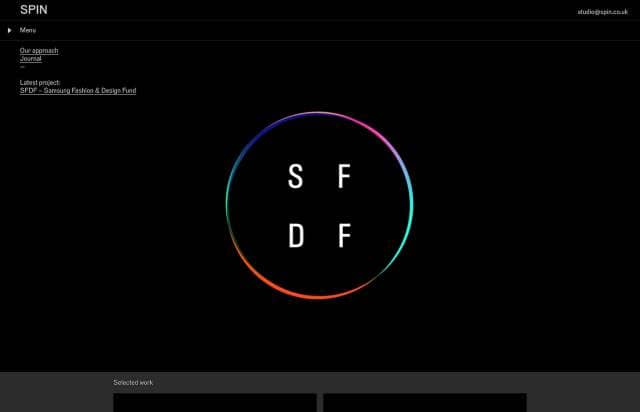 SPIN
studio@spin.co.uk
Menu
Our approach
Journal
—
Latest project:
SFDF – Samsung Fashion & Design Fund
S F
D F
Selected work